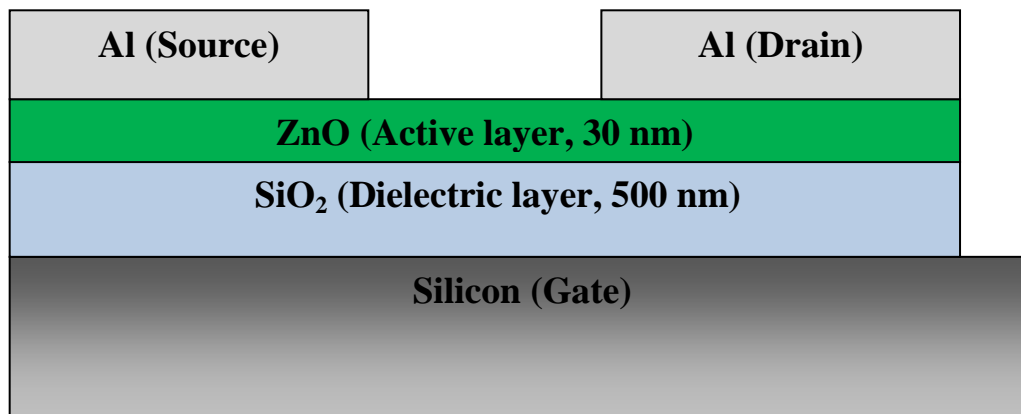 Al (Source)
Al (Drain)
ZnO (Active layer, 30 nm)
SiO₂ (Dielectric layer, 500 nm)
Silicon (Gate)